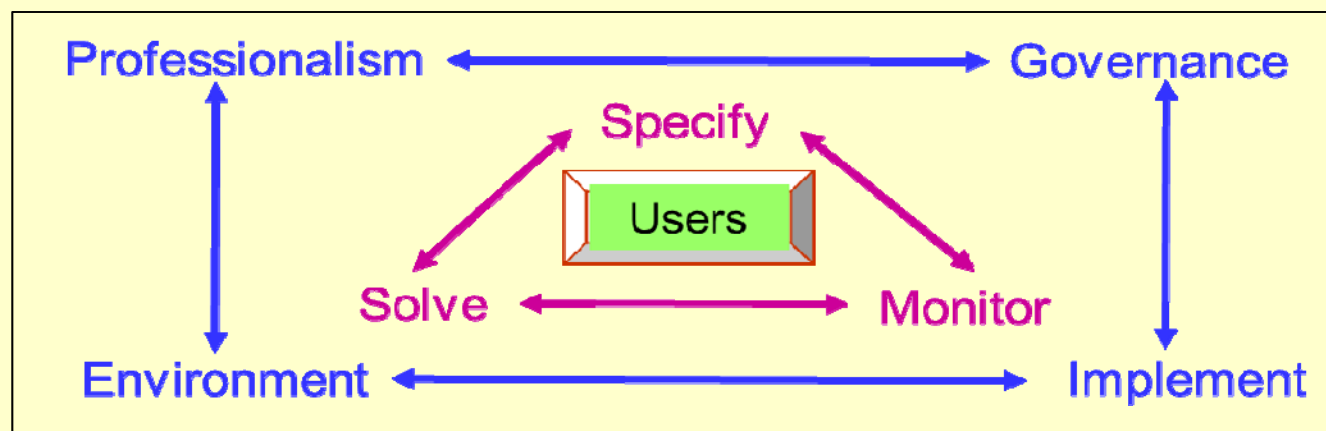 Professionalism Governance
Specify
Users
Solve Monitor
Environment Implement